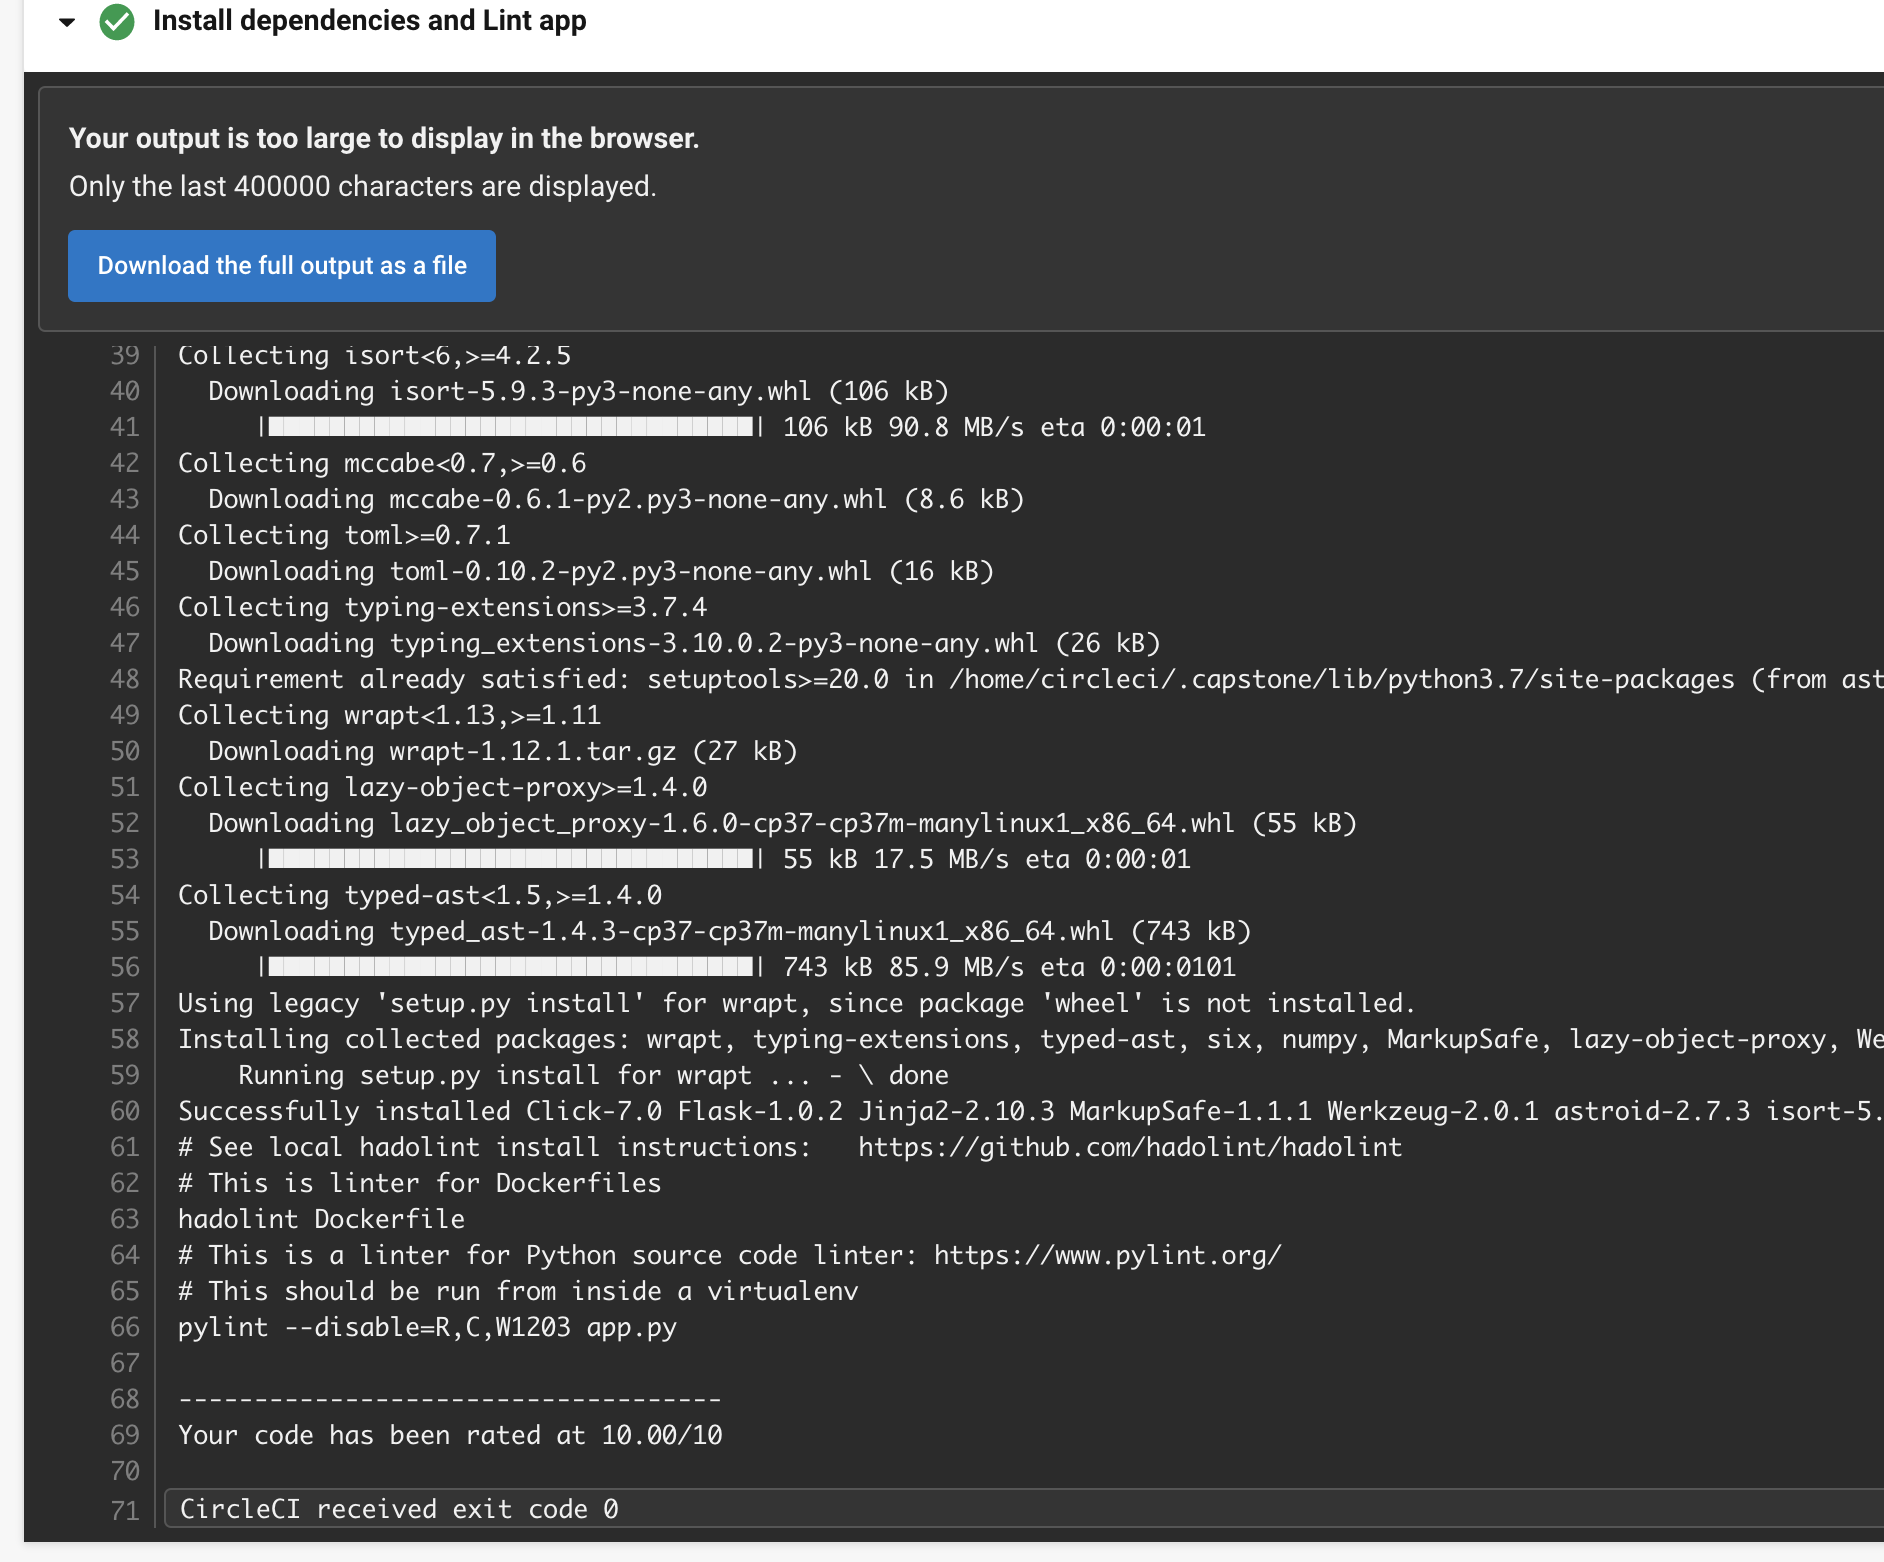 Install dependencies and Lint app
Your output is too large to display in the browser.
Only the last 400000 characters are displayed.
Download the full output as a file
39 Collecting isort<6,>=4.2.5
40   Downloading isort-5.9.3-py3-none-any.whl (106 kB)
41      |████████████████████████████████| 106 kB 90.8 MB/s eta 0:00:01
42 Collecting mccabe<0.7,>=0.6
43   Downloading mccabe-0.6.1-py2.py3-none-any.whl (8.6 kB)
44 Collecting toml>=0.7.1
45   Downloading toml-0.10.2-py2.py3-none-any.whl (16 kB)
46 Collecting typing-extensions>=3.7.4
47   Downloading typing_extensions-3.10.0.2-py3-none-any.whl (26 kB)
48 Requirement already satisfied: setuptools>=20.0 in /home/circleci/.capstone/lib/python3.7/site-packages (from ast
49 Collecting wrapt<1.13,>=1.11
50   Downloading wrapt-1.12.1.tar.gz (27 kB)
51 Collecting lazy-object-proxy>=1.4.0
52   Downloading lazy_object_proxy-1.6.0-cp37-cp37m-manylinux1_x86_64.whl (55 kB)
53      |████████████████████████████████| 55 kB 17.5 MB/s eta 0:00:01
54 Collecting typed-ast<1.5,>=1.4.0
55   Downloading typed_ast-1.4.3-cp37-cp37m-manylinux1_x86_64.whl (743 kB)
56      |████████████████████████████████| 743 kB 85.9 MB/s eta 0:00:0101
57 Using legacy 'setup.py install' for wrapt, since package 'wheel' is not installed.
58 Installing collected packages: wrapt, typing-extensions, typed-ast, six, numpy, MarkupSafe, lazy-object-proxy, We
59     Running setup.py install for wrapt ... - \ done
60 Successfully installed Click-7.0 Flask-1.0.2 Jinja2-2.10.3 MarkupSafe-1.1.1 Werkzeug-2.0.1 astroid-2.7.3 isort-5.
61 # See local hadolint install instructions:   https://github.com/hadolint/hadolint
62 # This is linter for Dockerfiles
63 hadolint Dockerfile
64 # This is a linter for Python source code linter: https://www.pylint.org/
65 # This should be run from inside a virtualenv
66 pylint --disable=R,C,W1203 app.py
67
68 ------------------------------------
69 Your code has been rated at 10.00/10
70
71 CircleCI received exit code 0